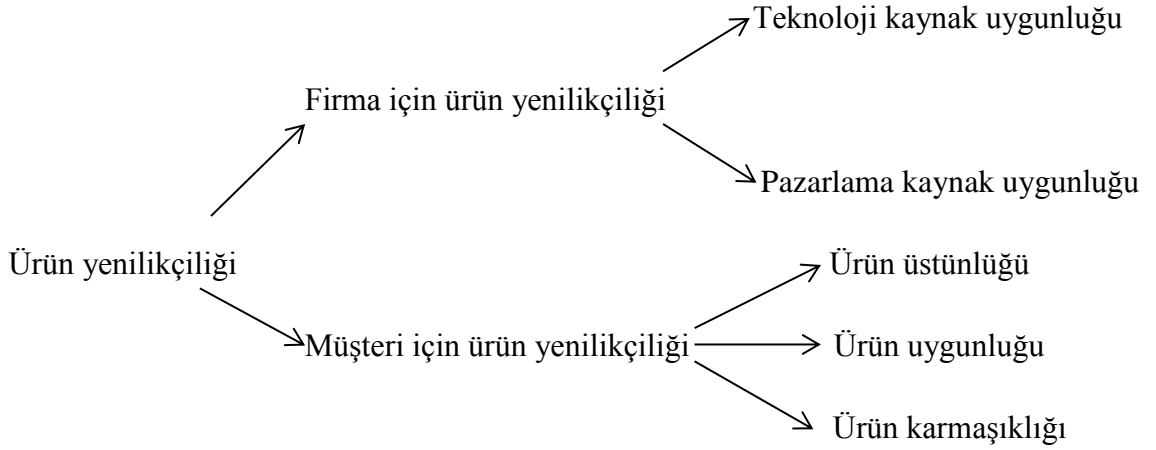 Teknoloji kaynak uygunluğu
Firma için ürün yenilikçiliği
Pazarlama kaynak uygunluğu
Ürün yenilikçiliği
Ürün üstünlüğü
Müşteri için ürün yenilikçiliği
Ürün uygunluğu
Ürün karmaşıklığı